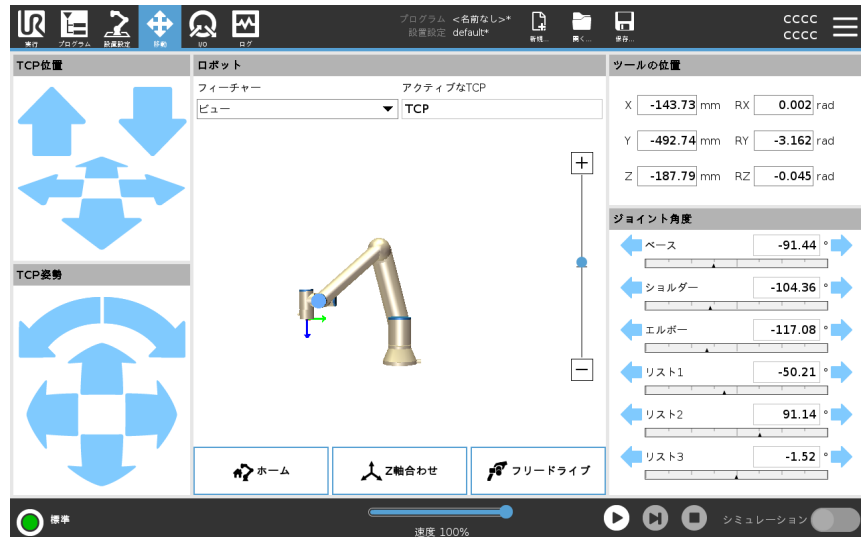 UR
実行
プログラム
設置設定
移動
I/O
ログ
プログラム <名前なし>*
設置設定 default*
新規...
開く...
保存...
CCCC
CCCC
TCP位置
ロボット
ツールの位置
フィーチャー
アクティブなTCP
ビュー
TCP
X -143.73 mm RX 0.002 rad
Y -492.74 mm RY -3.162 rad
Z -187.79 mm RZ -0.045 rad
ジョイント角度
ベース -91.44 °
ショルダー -104.36 °
エルボー -117.08 °
リスト1 -50.21 °
リスト2 91.14 °
リスト3 -1.52 °
TCP姿勢
ホーム
Z軸合わせ
フリードライブ
標準
速度 100%
シミュレーション